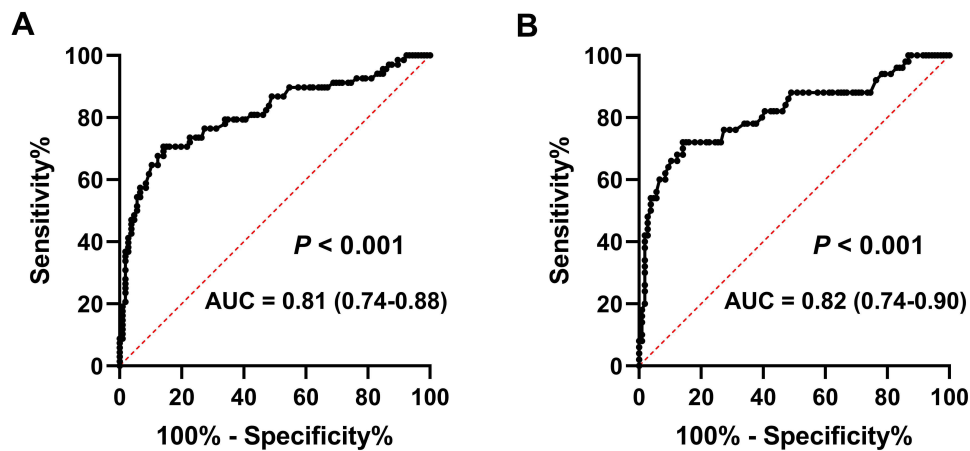 A
Sensitivity%
100
80
60
40
20
0
P < 0.001
AUC = 0.81 (0.74-0.88)
0 20 40 60 80 100
100% - Specificity%
B
Sensitivity%
100
80
60
40
20
0
P < 0.001
AUC = 0.82 (0.74-0.90)
0 20 40 60 80 100
100% - Specificity%